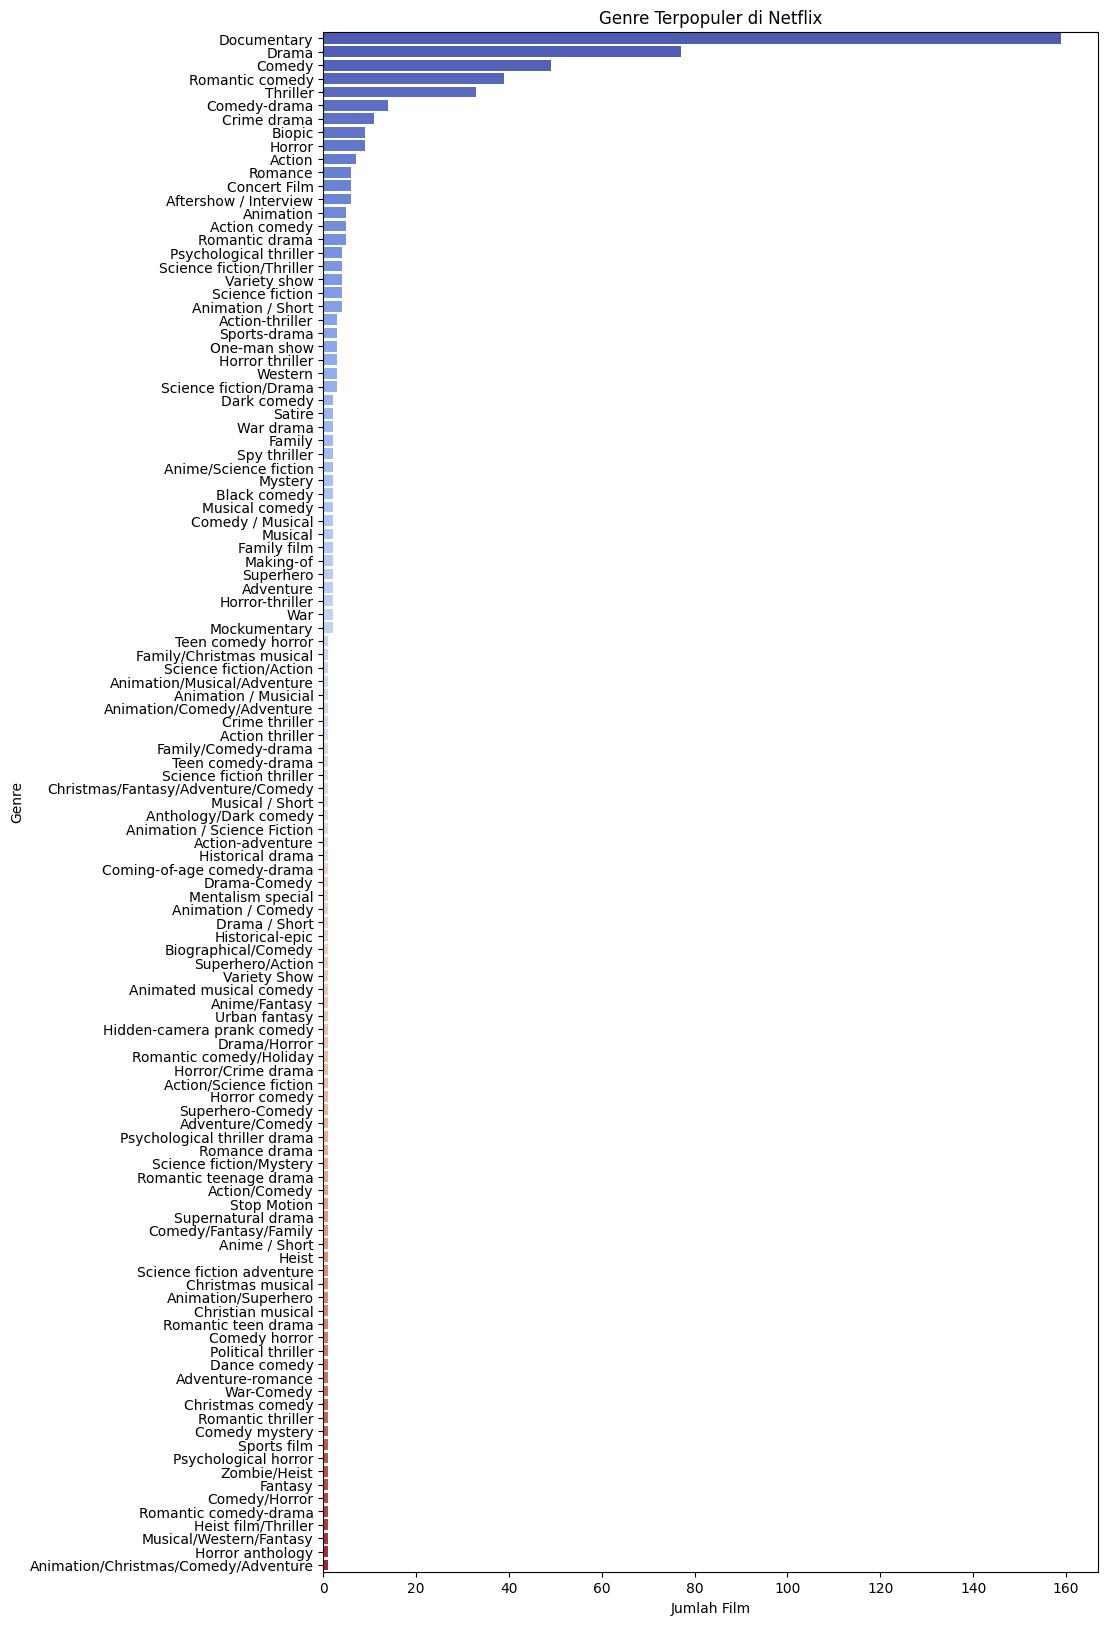 Genre Terpopuler di Netflix
Documentary
Drama
Comedy
Romantic comedy
Thriller
Comedy-drama
Crime drama
Biopic
Horror
Action
Romance
Concert Film
Aftershow / Interview
Animation
Action comedy
Romantic drama
Psychological thriller
Science fiction/Thriller
Variety show
Science fiction
Animation / Short
Action-thriller
Sports-drama
One-man show
Horror thriller
Western
Science fiction/Drama
Dark comedy
Satire
War drama
Family
Spy thriller
Anime/Science fiction
Mystery
Black comedy
Musical comedy
Comedy / Musical
Musical
Family film
Making-of
Superhero
Adventure
Horror-thriller
War
Mockumentary
Teen comedy horror
Family/Christmas musical
Science fiction/Action
Animation/Musical/Adventure
Animation / Musicial
Animation/Comedy/Adventure
Crime thriller
Action thriller
Family/Comedy-drama
Teen comedy-drama
Science fiction thriller
Christmas/Fantasy/Adventure/Comedy
Musical / Short
Anthology/Dark comedy
Animation / Science Fiction
Action-adventure
Historical drama
Coming-of-age comedy-drama
Drama-Comedy
Mentalism special
Animation / Comedy
Drama / Short
Historical-epic
Biographical/Comedy
Superhero/Action
Variety Show
Animated musical comedy
Anime/Fantasy
Urban fantasy
Hidden-camera prank comedy
Drama/Horror
Romantic comedy/Holiday
Horror/Crime drama
Action/Science fiction
Horror comedy
Superhero-Comedy
Adventure/Comedy
Psychological thriller drama
Romance drama
Science fiction/Mystery
Romantic teenage drama
Action/Comedy
Stop Motion
Supernatural drama
Comedy/Fantasy/Family
Anime / Short
Heist
Science fiction adventure
Christmas musical
Animation/Superhero
Christian musical
Romantic teen drama
Comedy horror
Political thriller
Dance comedy
Adventure-romance
War-Comedy
Christmas comedy
Romantic thriller
Comedy mystery
Sports film
Psychological horror
Zombie/Heist
Fantasy
Comedy/Horror
Romantic comedy-drama
Heist film/Thriller
Musical/Western/Fantasy
Horror anthology
Animation/Christmas/Comedy/Adventure
Genre
0 20 40 60 80 100 120 140 160
Jumlah Film